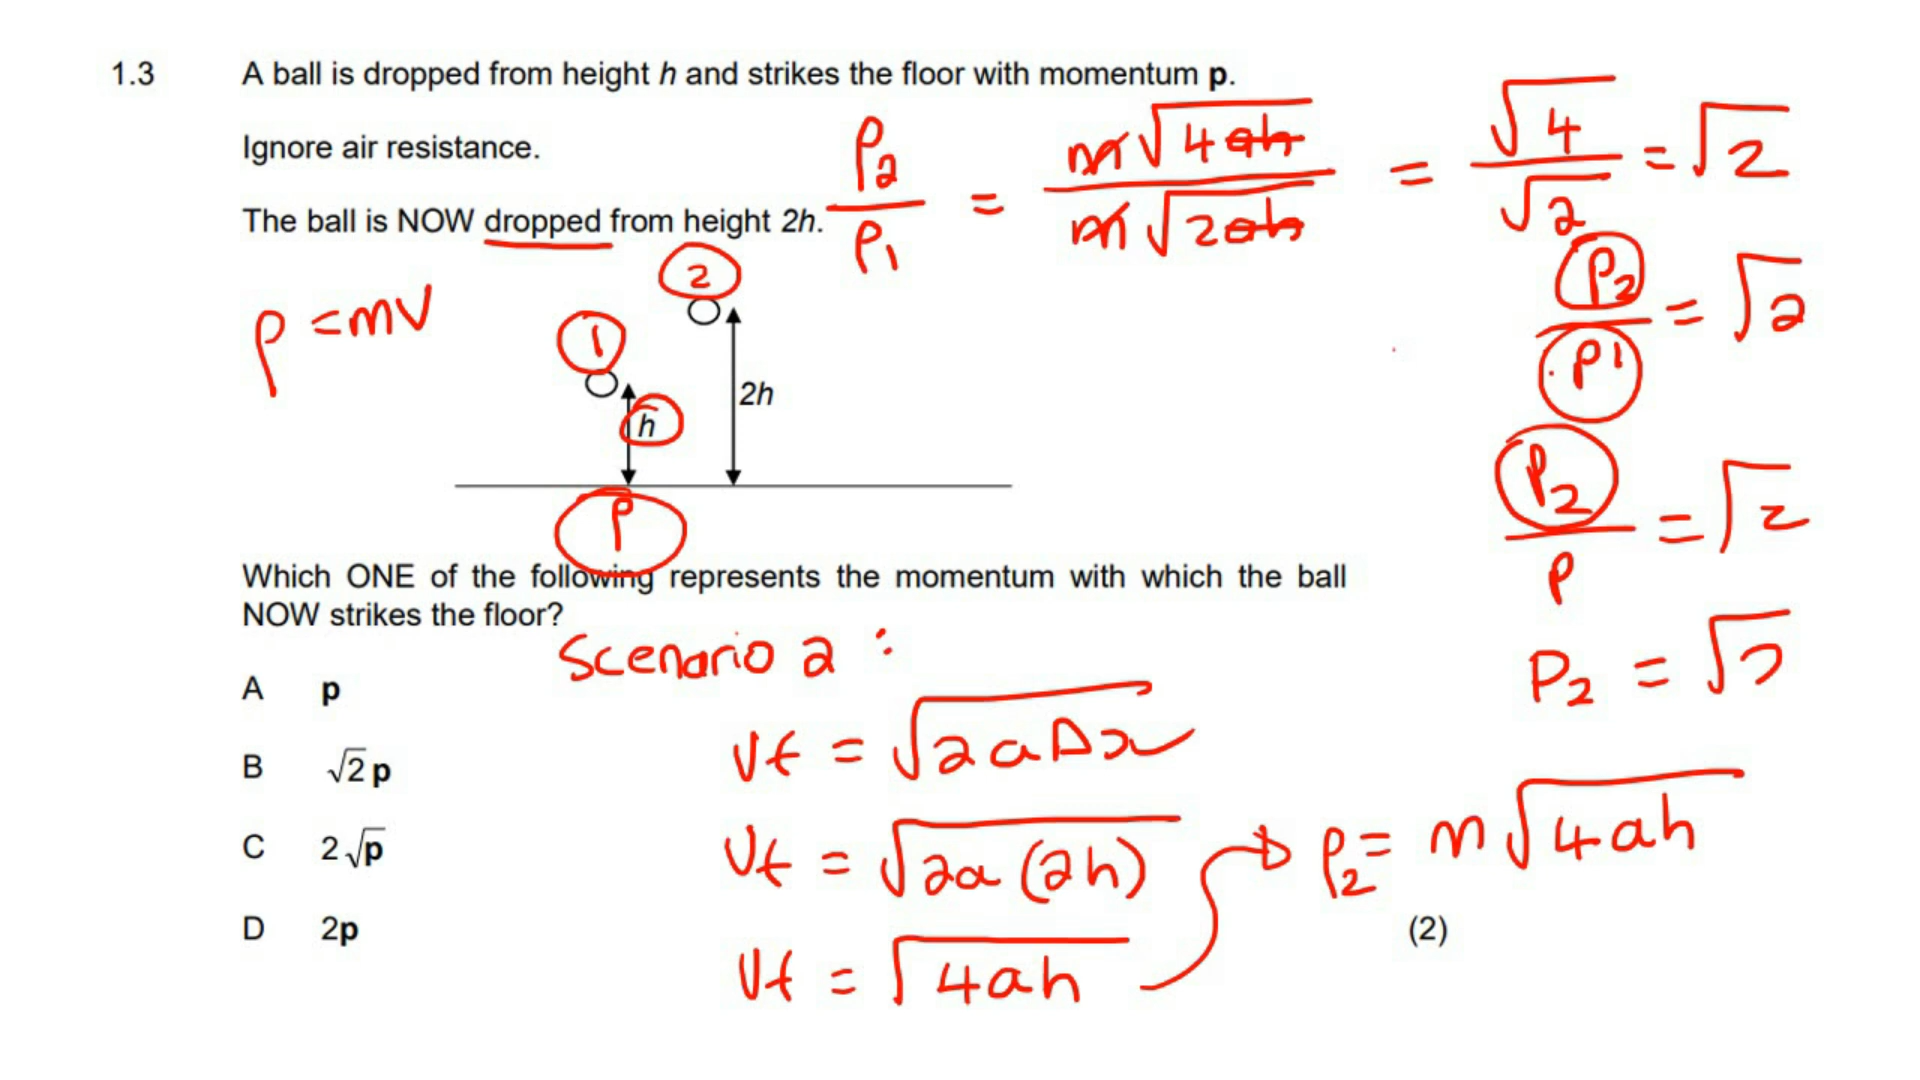 1.3 A ball is dropped from height h and strikes the floor with momentum p.
Ignore air resistance.
The ball is NOW dropped from height 2h.
p₂/p₁ = m√4ah / m√2ah = √4/√2 = √2
p₂/p1 = √2
p = mv
1
2
h
2h
p
p₂/p = √2
Which ONE of the following represents the momentum with which the ball
NOW strikes the floor?
Scenario 2 :
A p
B √2 p
C 2√p
D 2p
vf = √2aΔx
vf = √2a(2h)
vf = √4ah
P₂ = √2
p₂ = m√4ah
(2)